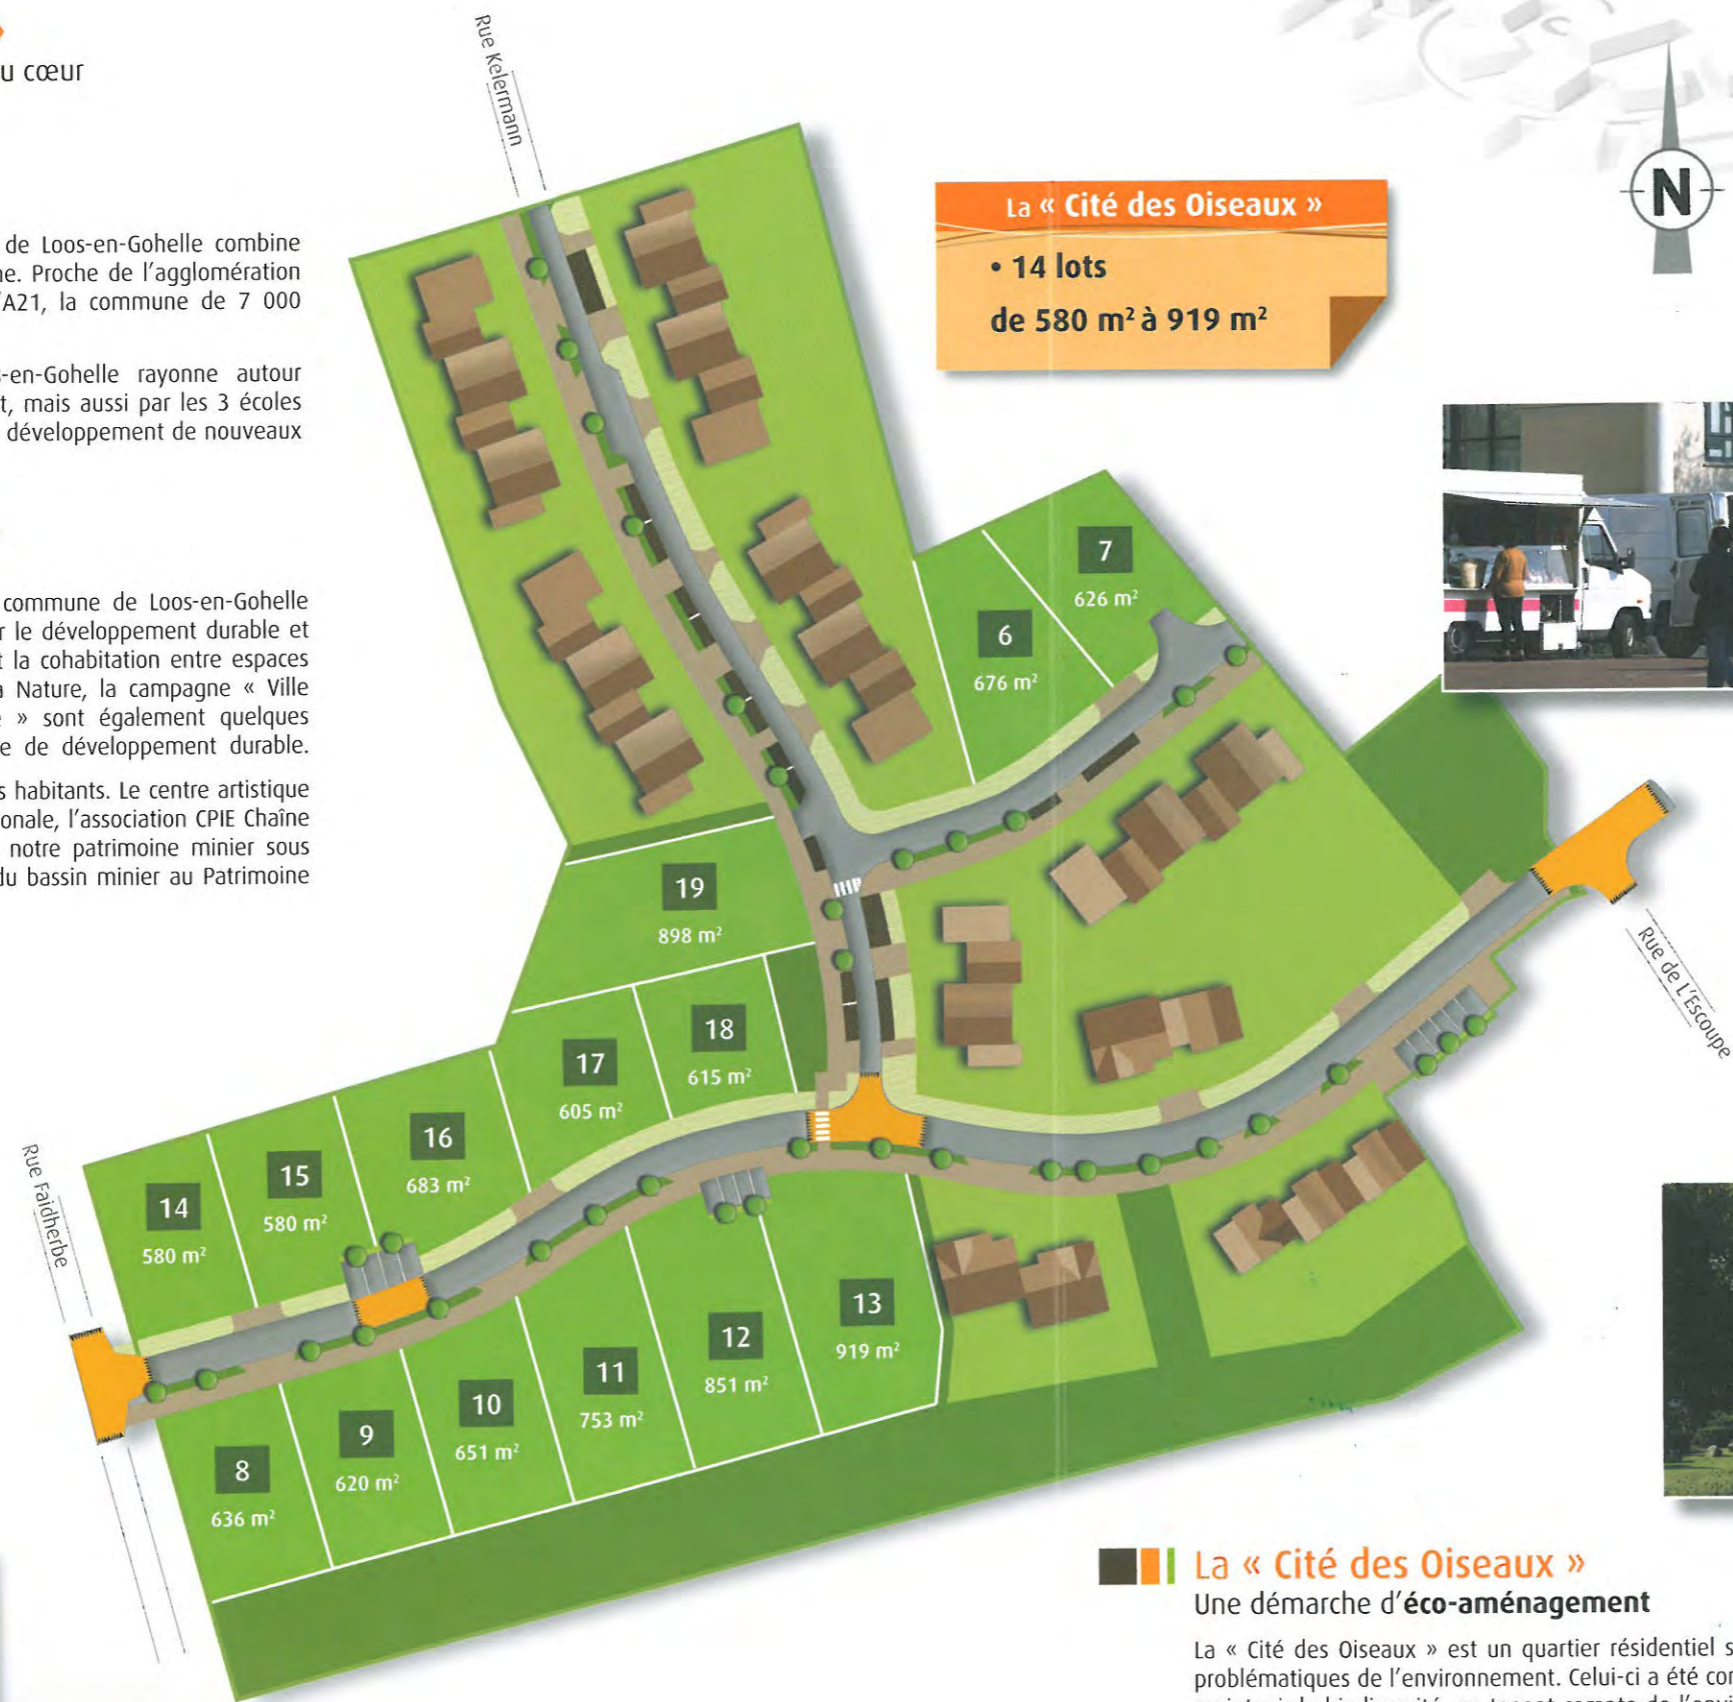 u cœur
de Loos-en-Gohelle combine
ne. Proche de l'agglomération
'A21, la commune de 7 000
-en-Gohelle rayonne autour
t, mais aussi par les 3 écoles
développement de nouveaux
commune de Loos-en-Gohelle
r le développement durable et
t la cohabitation entre espaces
a Nature, la campagne « Ville
e » sont également quelques
e de développement durable.
s habitants. Le centre artistique
onale, l'association CPIE Chaîne
notre patrimoine minier sous
du bassin minier au Patrimoine
Rue Kelermann
La « Cité des Oiseaux »
• 14 lots
de 580 m² à 919 m²
N
7
626 m²
6
676 m²
19
898 m²
18
615 m²
17
605 m²
16
683 m²
15
580 m²
14
580 m²
Rue Faidherbe
Rue de L'Escoupe
13
919 m²
12
851 m²
11
753 m²
10
651 m²
9
620 m²
8
636 m²
La « Cité des Oiseaux »
Une démarche d'éco-aménagement
La « Cité des Oiseaux » est un quartier résidentiel s
problématiques de l'environnement. Celui-ci a été con